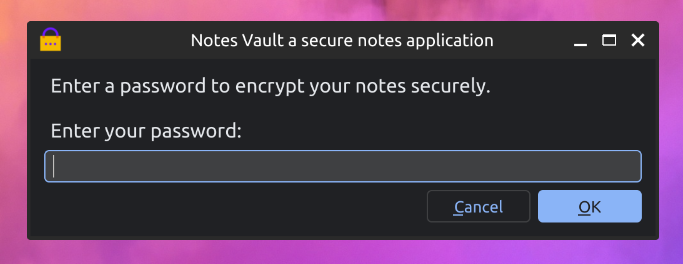 Notes Vault a secure notes application
Enter a password to encrypt your notes securely.
Enter your password:
Cancel OK